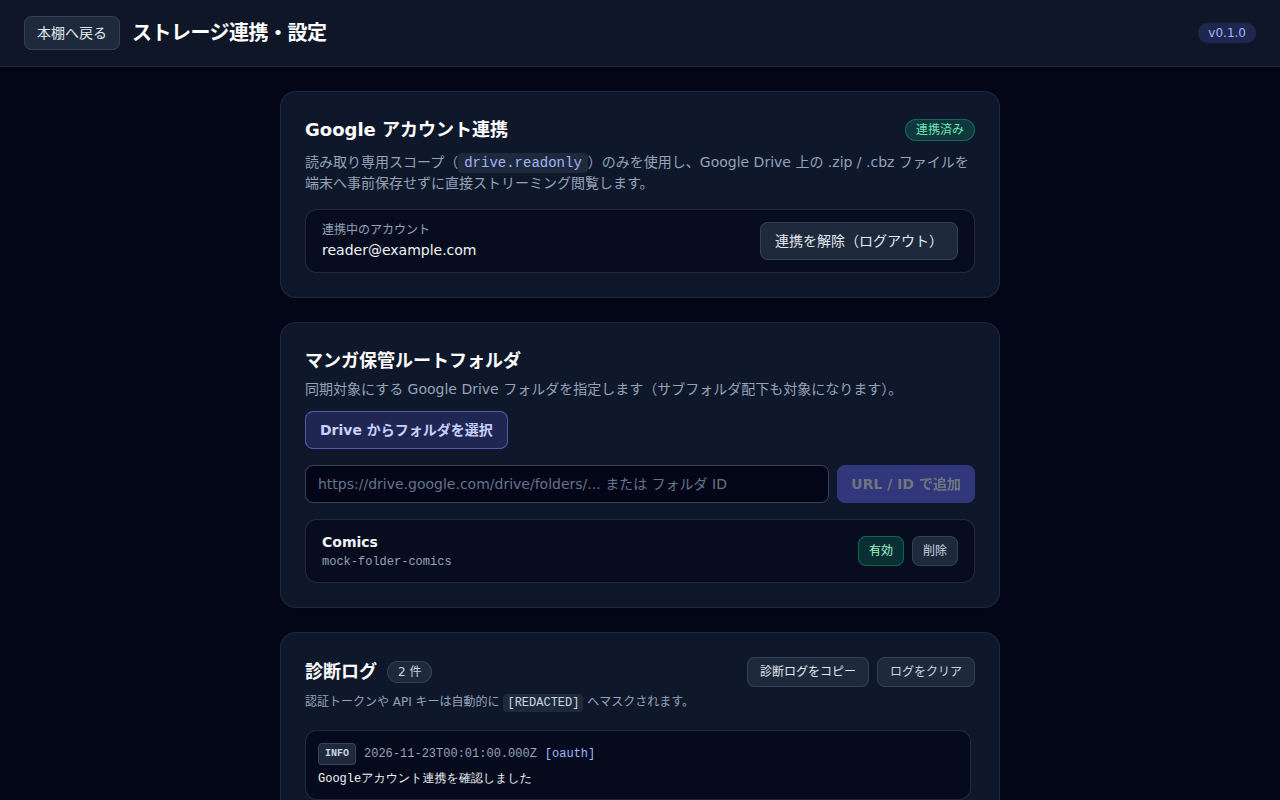 本棚へ戻る ストレージ連携・設定 v0.1.0
Google アカウント連携 連携済み
読み取り専用スコープ（drive.readonly）のみを使用し、Google Drive 上の .zip / .cbz ファイルを
端末へ事前保存せずに直接ストリーミング閲覧します。
連携中のアカウント
reader@example.com
連携を解除（ログアウト）
マンガ保管ルートフォルダ
同期対象にする Google Drive フォルダを指定します（サブフォルダ配下も対象になります）。
Drive からフォルダを選択
https://drive.google.com/drive/folders/... または フォルダ ID URL / ID で追加
Comics
mock-folder-comics
有効 削除
診断ログ 2 件 診断ログをコピー ログをクリア
認証トークンや API キーは自動的に [REDACTED] へマスクされます。
INFO 2026-11-23T00:01:00.000Z [oauth]
Googleアカウント連携を確認しました